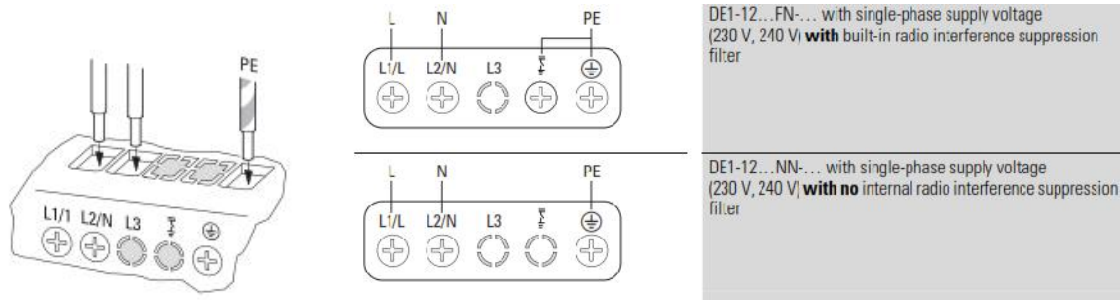 PE
L1/1 L2/N L3
L N PE
L1/L L2/N L3
DE1-12…FN-… with single-phase supply voltage
(230 V, 240 V) with built-in radio interference suppression
filter
L N PE
L1/L L2/N L3
DE1-12…NN-… with single-phase supply voltage
(230 V, 240 V) with no internal radio interference suppression
filter